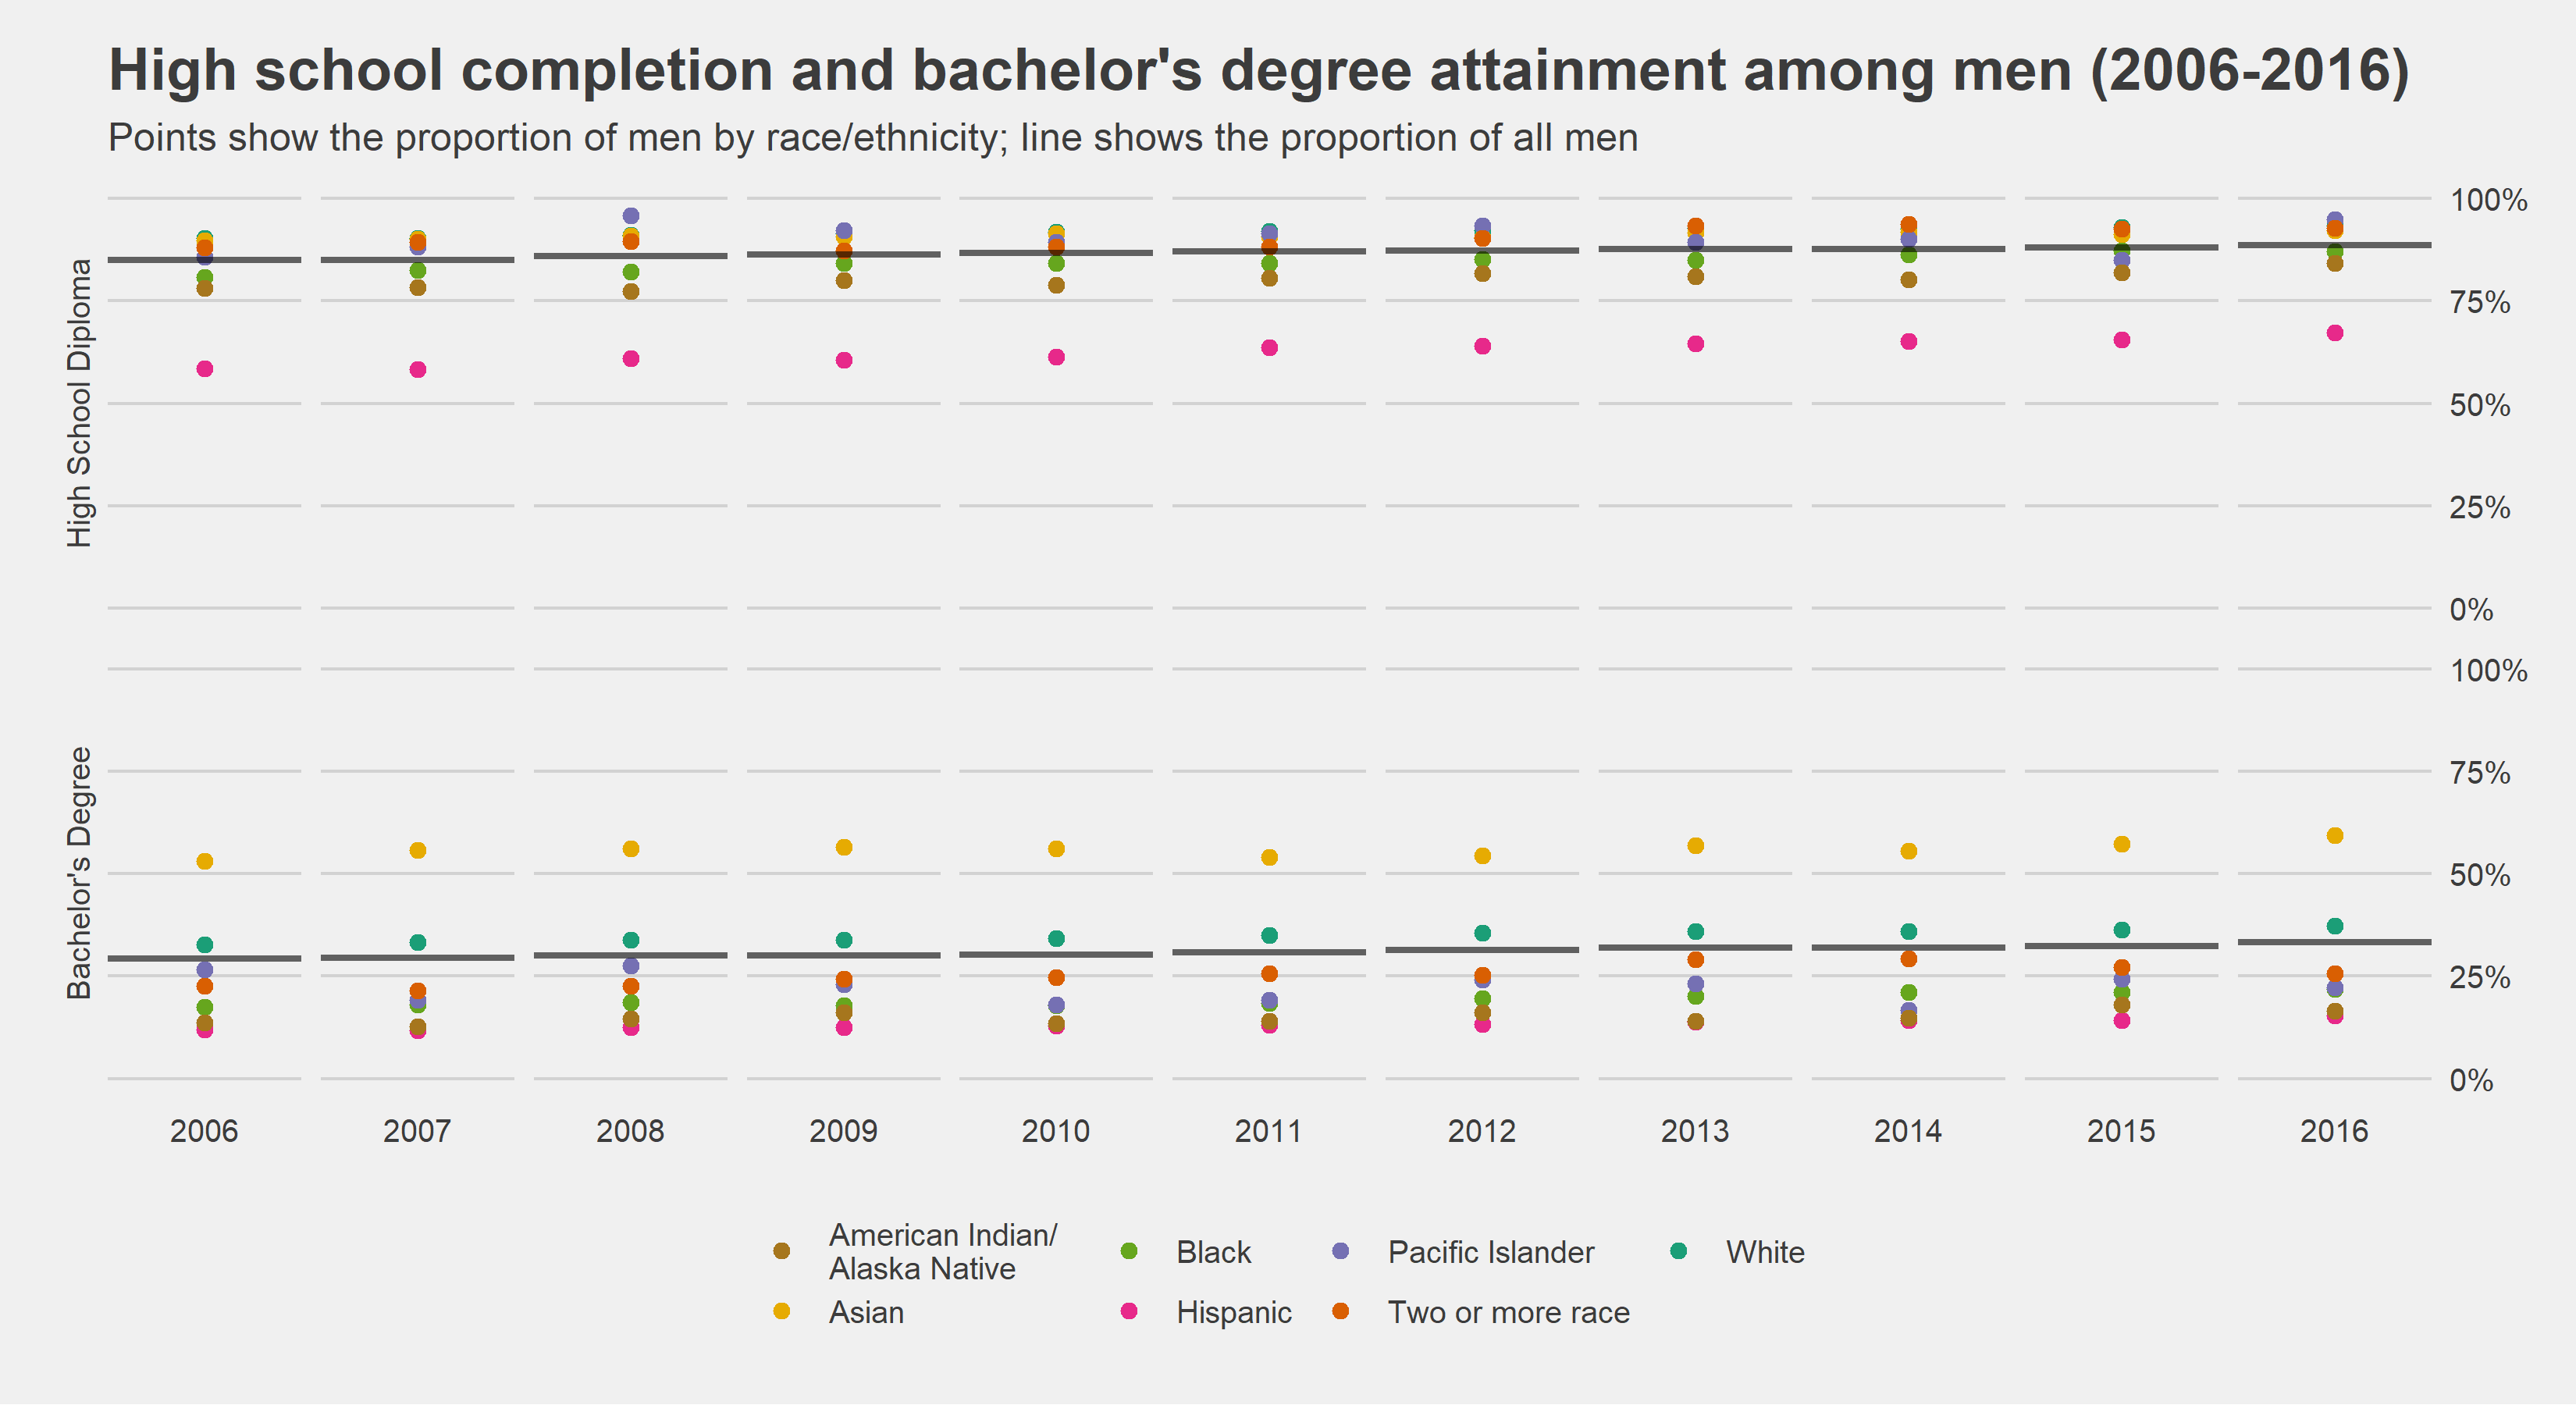 High school completion and bachelor's degree attainment among men (2006-2016)
Points show the proportion of men by race/ethnicity; line shows the proportion of all men
High School Diploma
100%
75%
50%
25%
0%
Bachelor's Degree
100%
75%
50%
25%
0%
2006 2007 2008 2009 2010 2011 2012 2013 2014 2015 2016
American Indian/
Alaska Native
Black
Pacific Islander
White
Asian
Hispanic
Two or more race